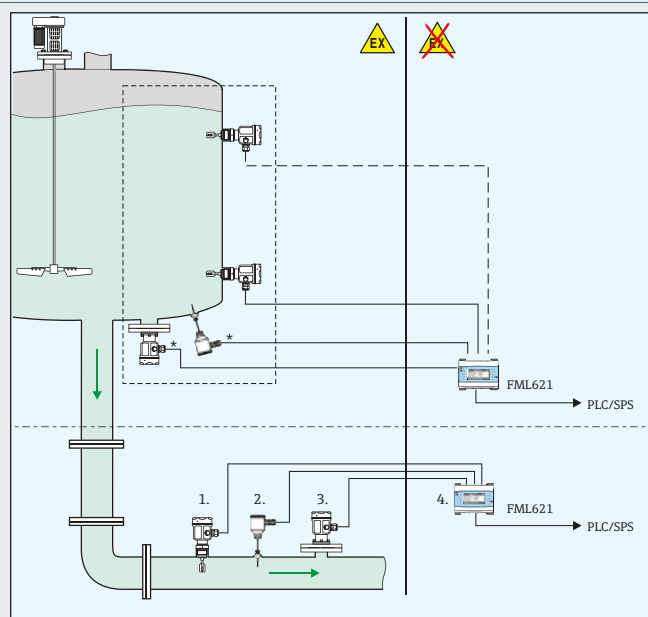 EX
EX
*
*
FML621
PLC/SPS
1.
2.
3.
4.
FML621
PLC/SPS